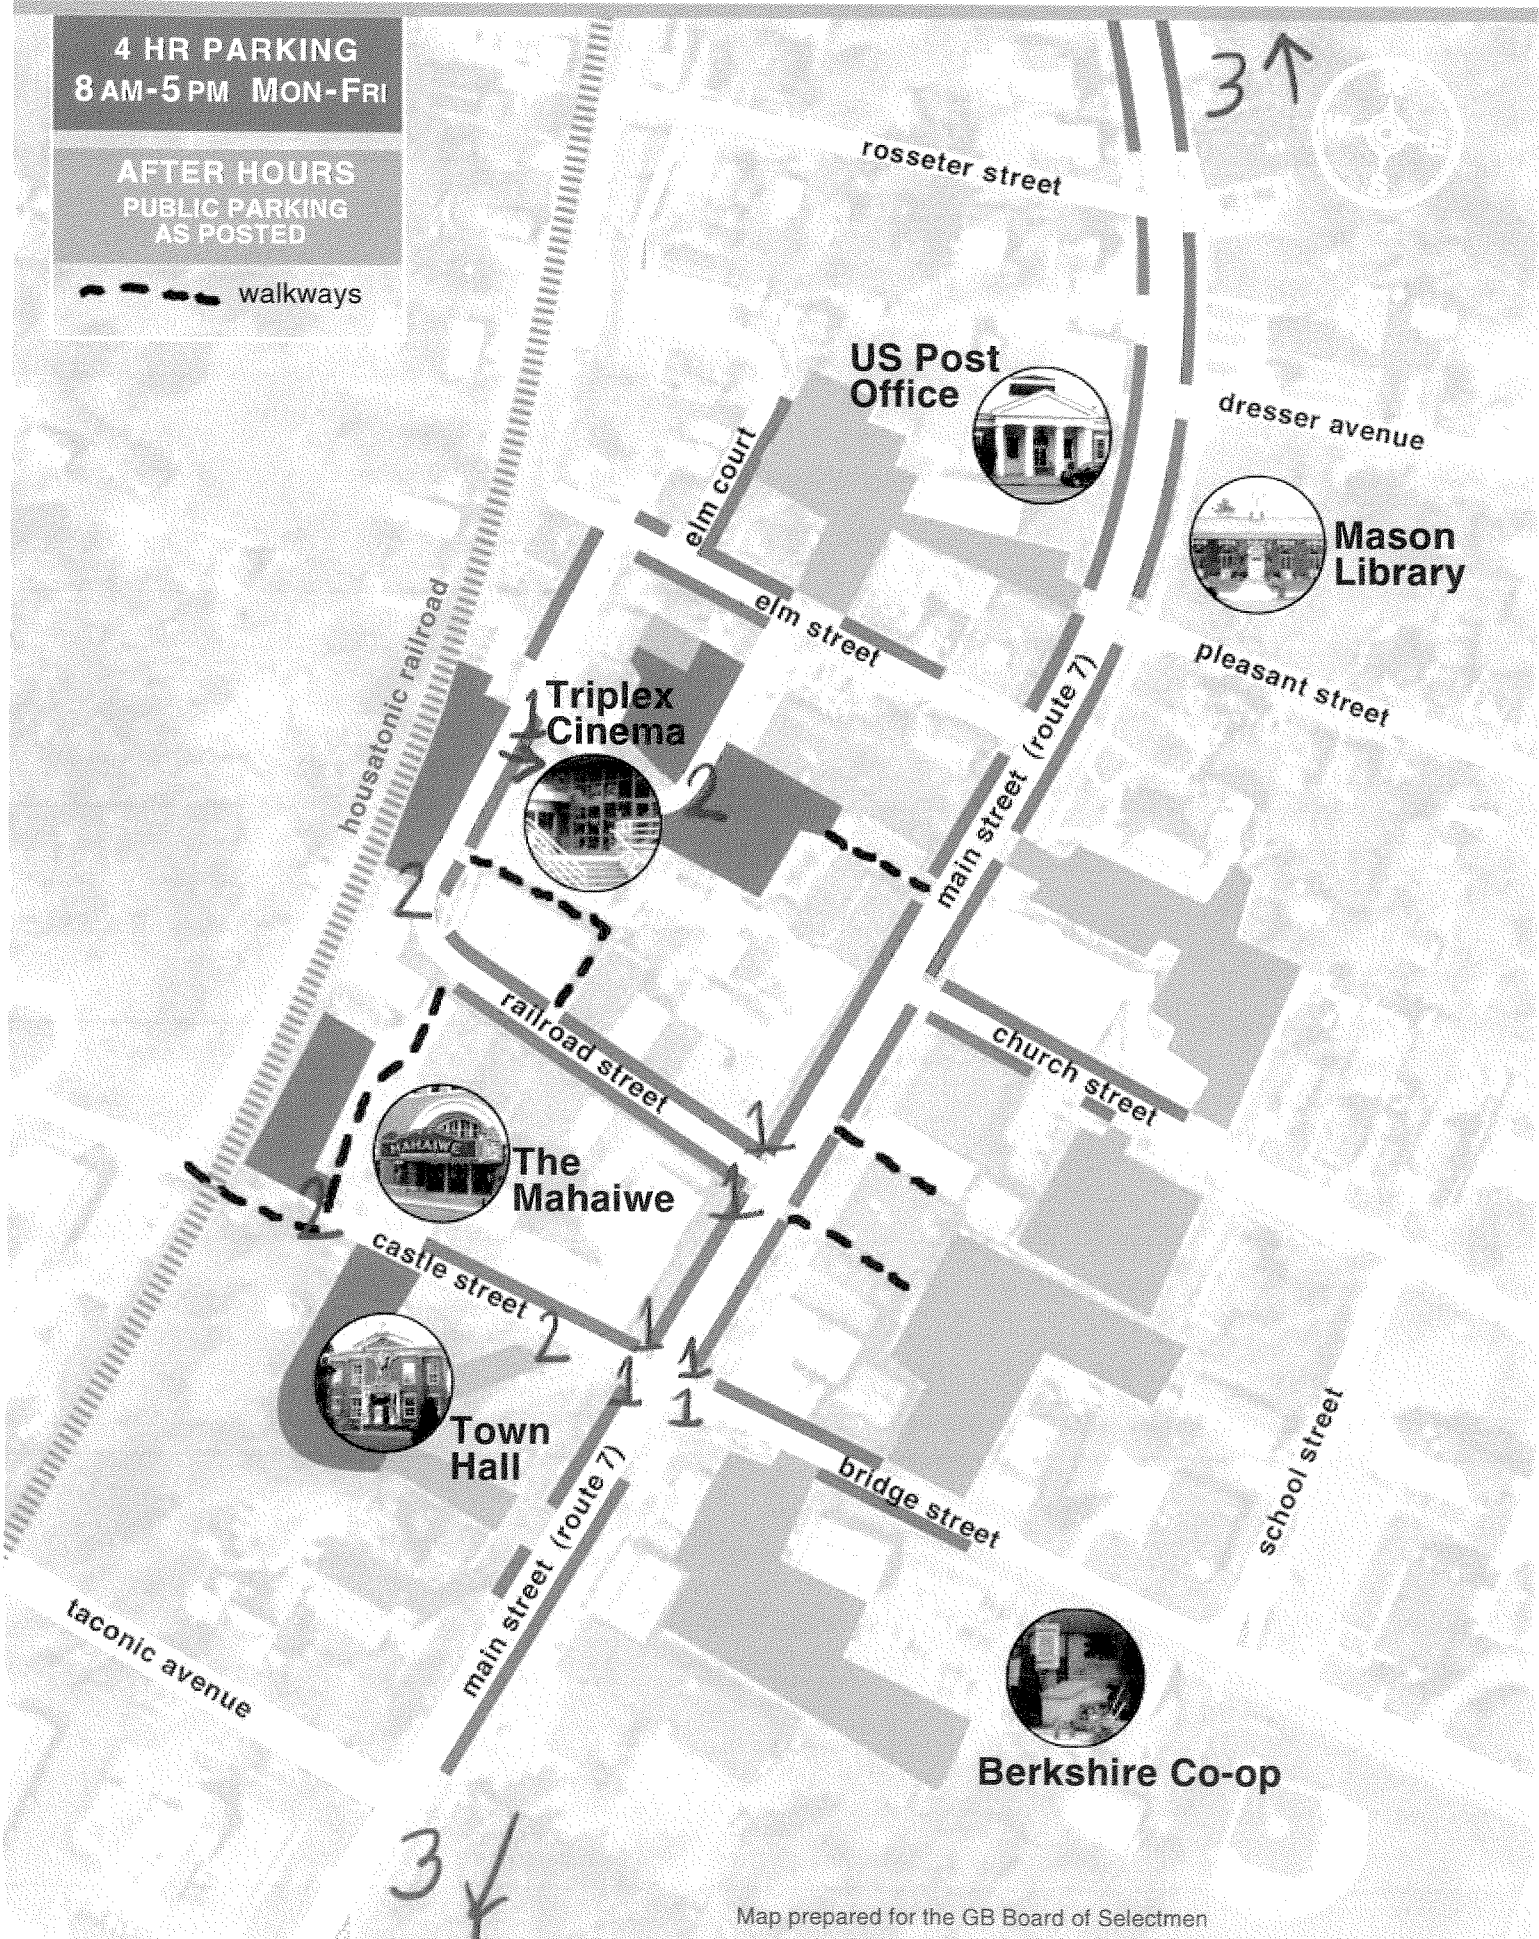 4 HR PARKING
8 AM-5 PM MON-FRI
AFTER HOURS
PUBLIC PARKING
AS POSTED
walkways
3
rosseter street
US Post
Office
dresser avenue
elm court
Mason
Library
housatonic railroad
elm street
pleasant street
Triplex
Cinema
1
2
main street (route 7)
2
railroad street
church street
1
MAHAIWE
The
Mahaiwe
1
2
castle street
2
1
1
1
1
Town
Hall
bridge street
school street
main street (route 7)
taconic avenue
Berkshire Co-op
3
Map prepared for the GB Board of Selectmen